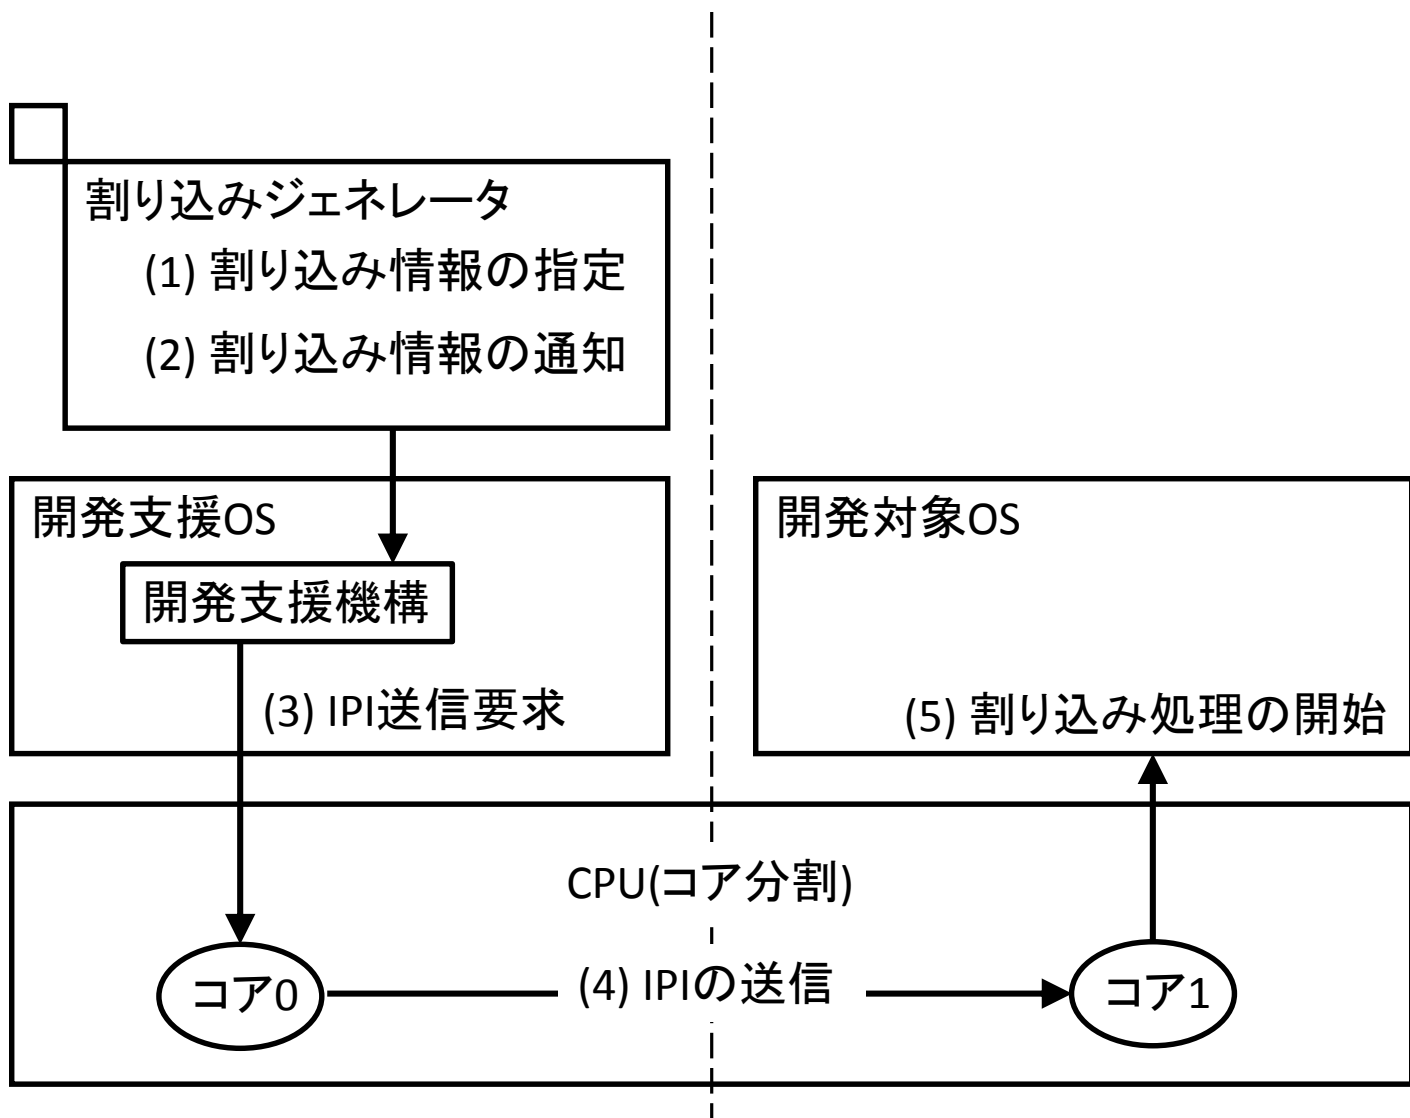 割り込みジェネレータ
(1) 割り込み情報の指定
(2) 割り込み情報の通知
開発支援OS
開発支援機構
(3) IPI送信要求
開発対象OS
(5) 割り込み処理の開始
CPU(コア分割)
コア0
(4) IPIの送信
コア1